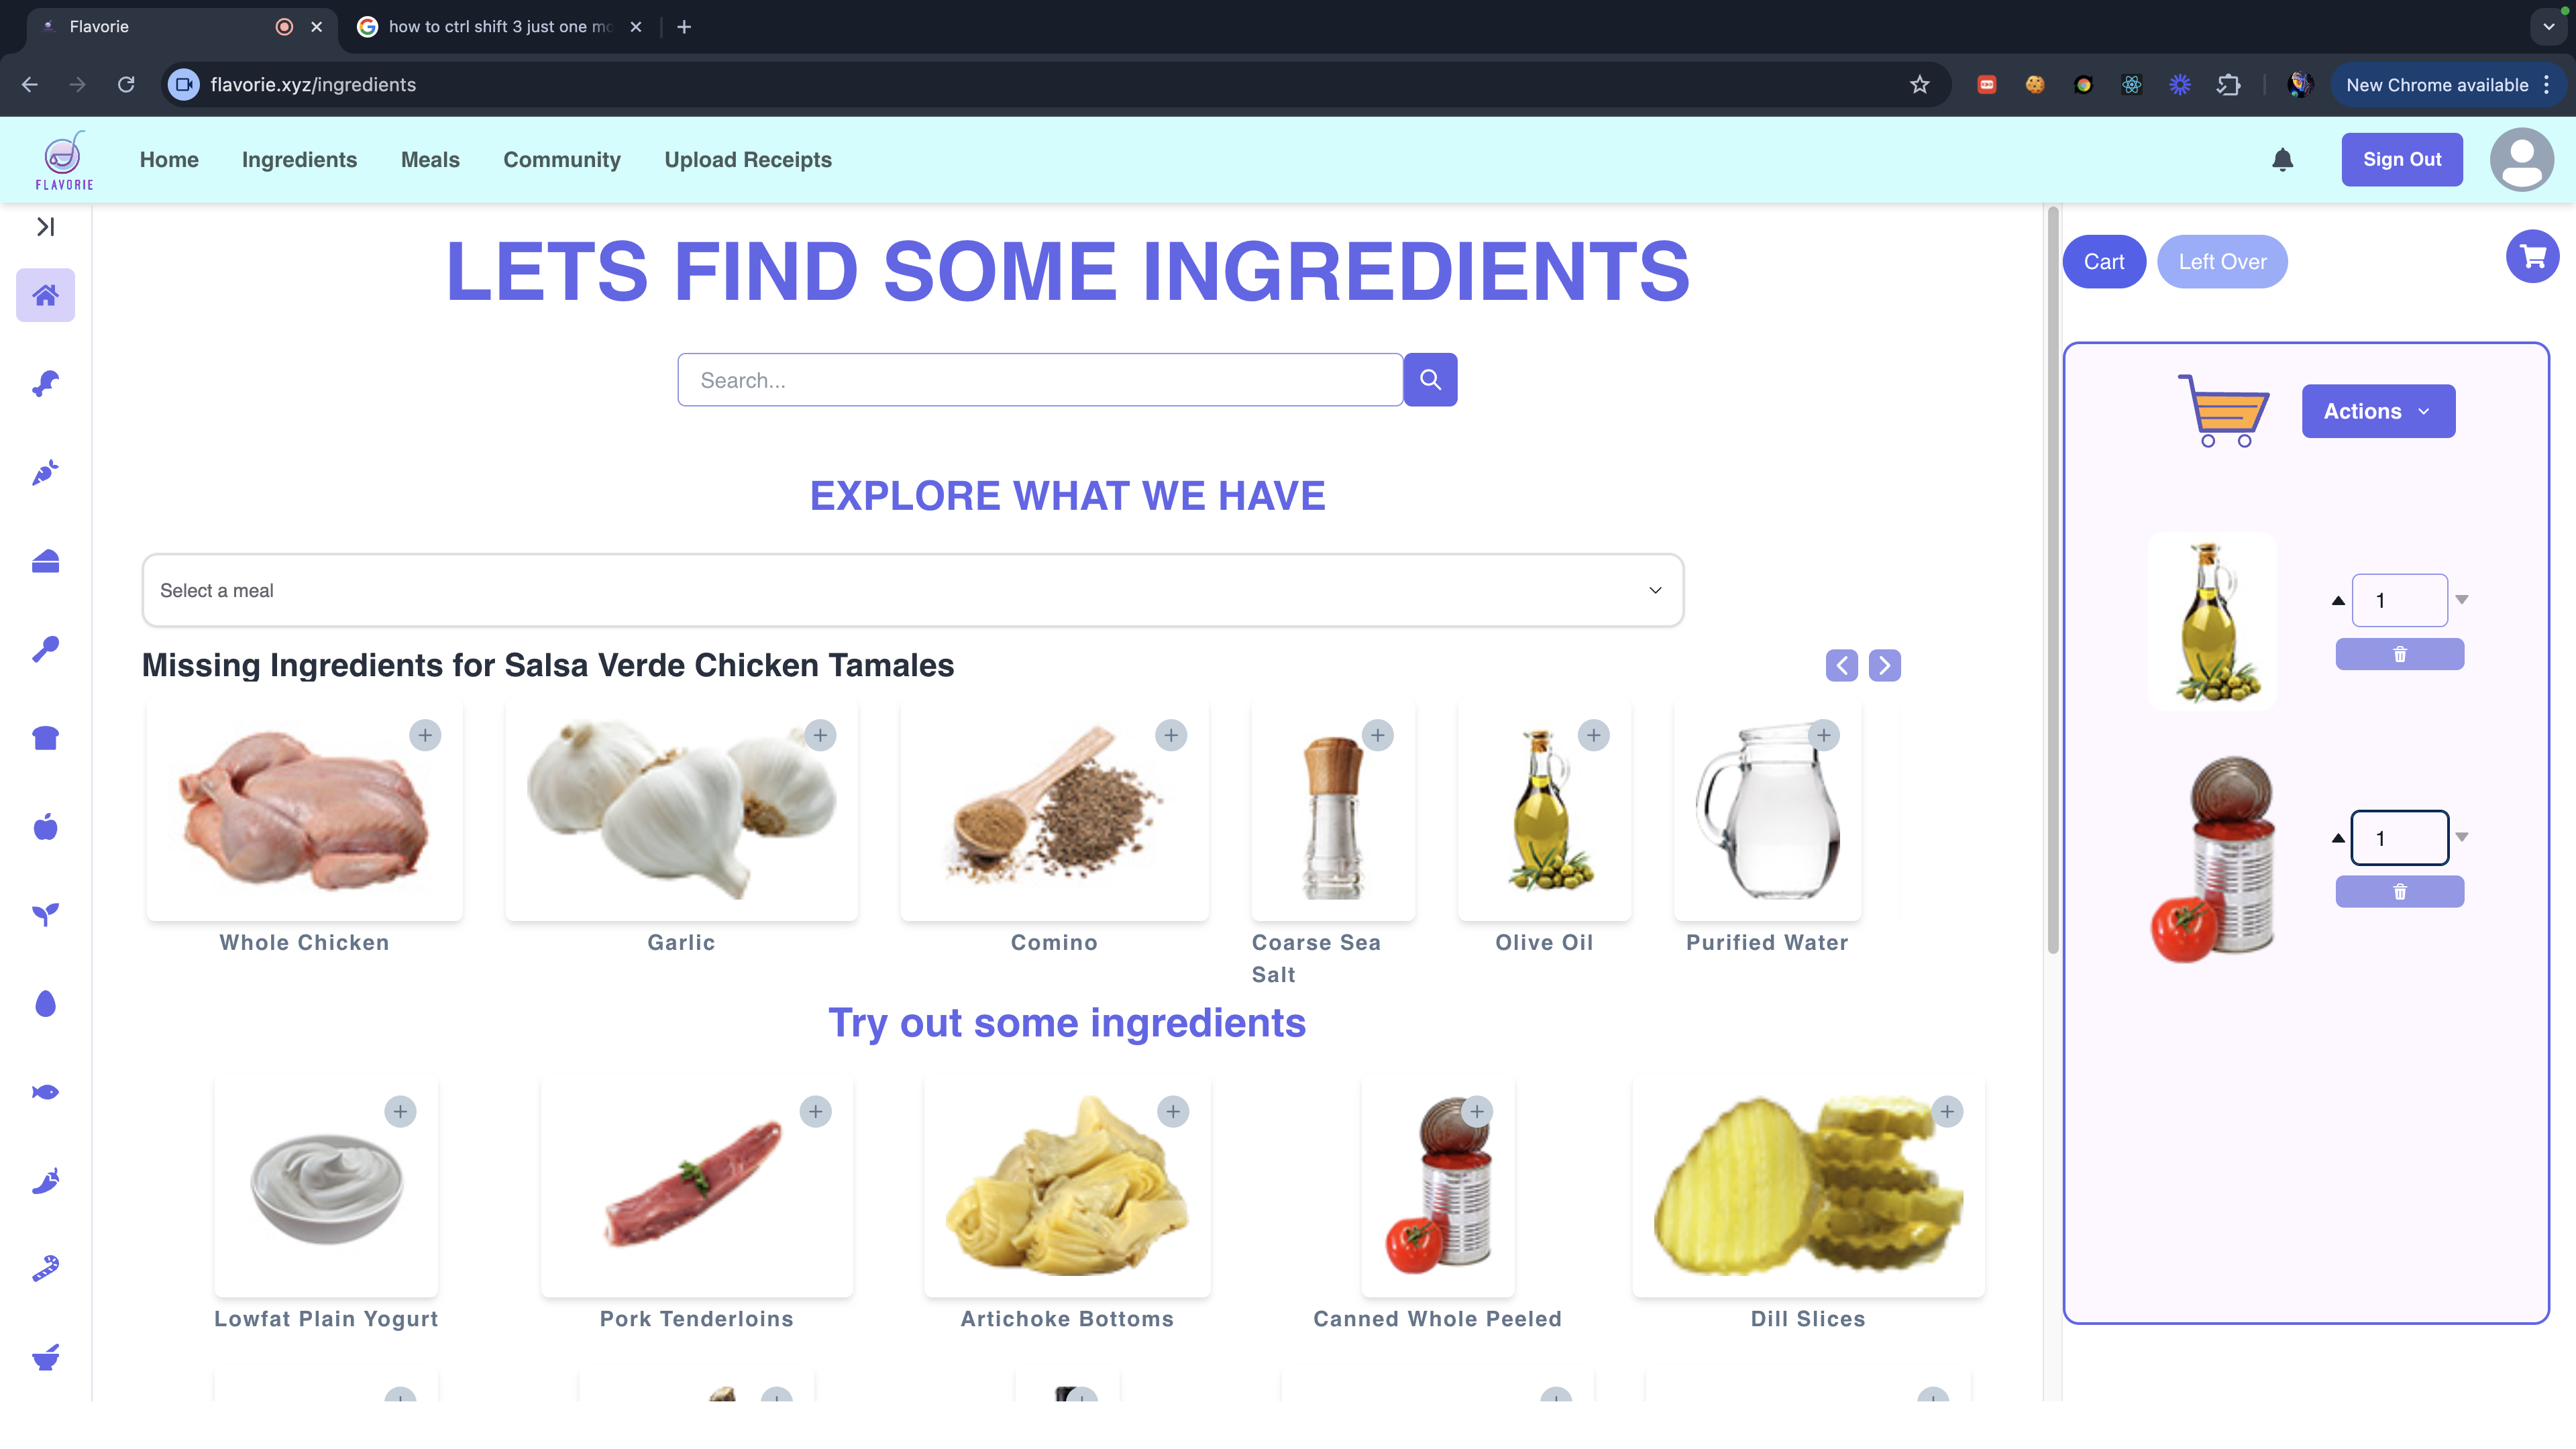 Flavorie
how to ctrl shift 3 just one mo
flavorie.xyz/ingredients
New Chrome available
FLAVORIE
Home
Ingredients
Meals
Community
Upload Receipts
Sign Out
LETS FIND SOME INGREDIENTS
Cart
Left Over
Search...
Actions
EXPLORE WHAT WE HAVE
Select a meal
1
Missing Ingredients for Salsa Verde Chicken Tamales
1
Whole Chicken
Garlic
Comino
Coarse Sea
Salt
Olive Oil
Purified Water
Try out some ingredients
Lowfat Plain Yogurt
Pork Tenderloins
Artichoke Bottoms
Canned Whole Peeled
Dill Slices